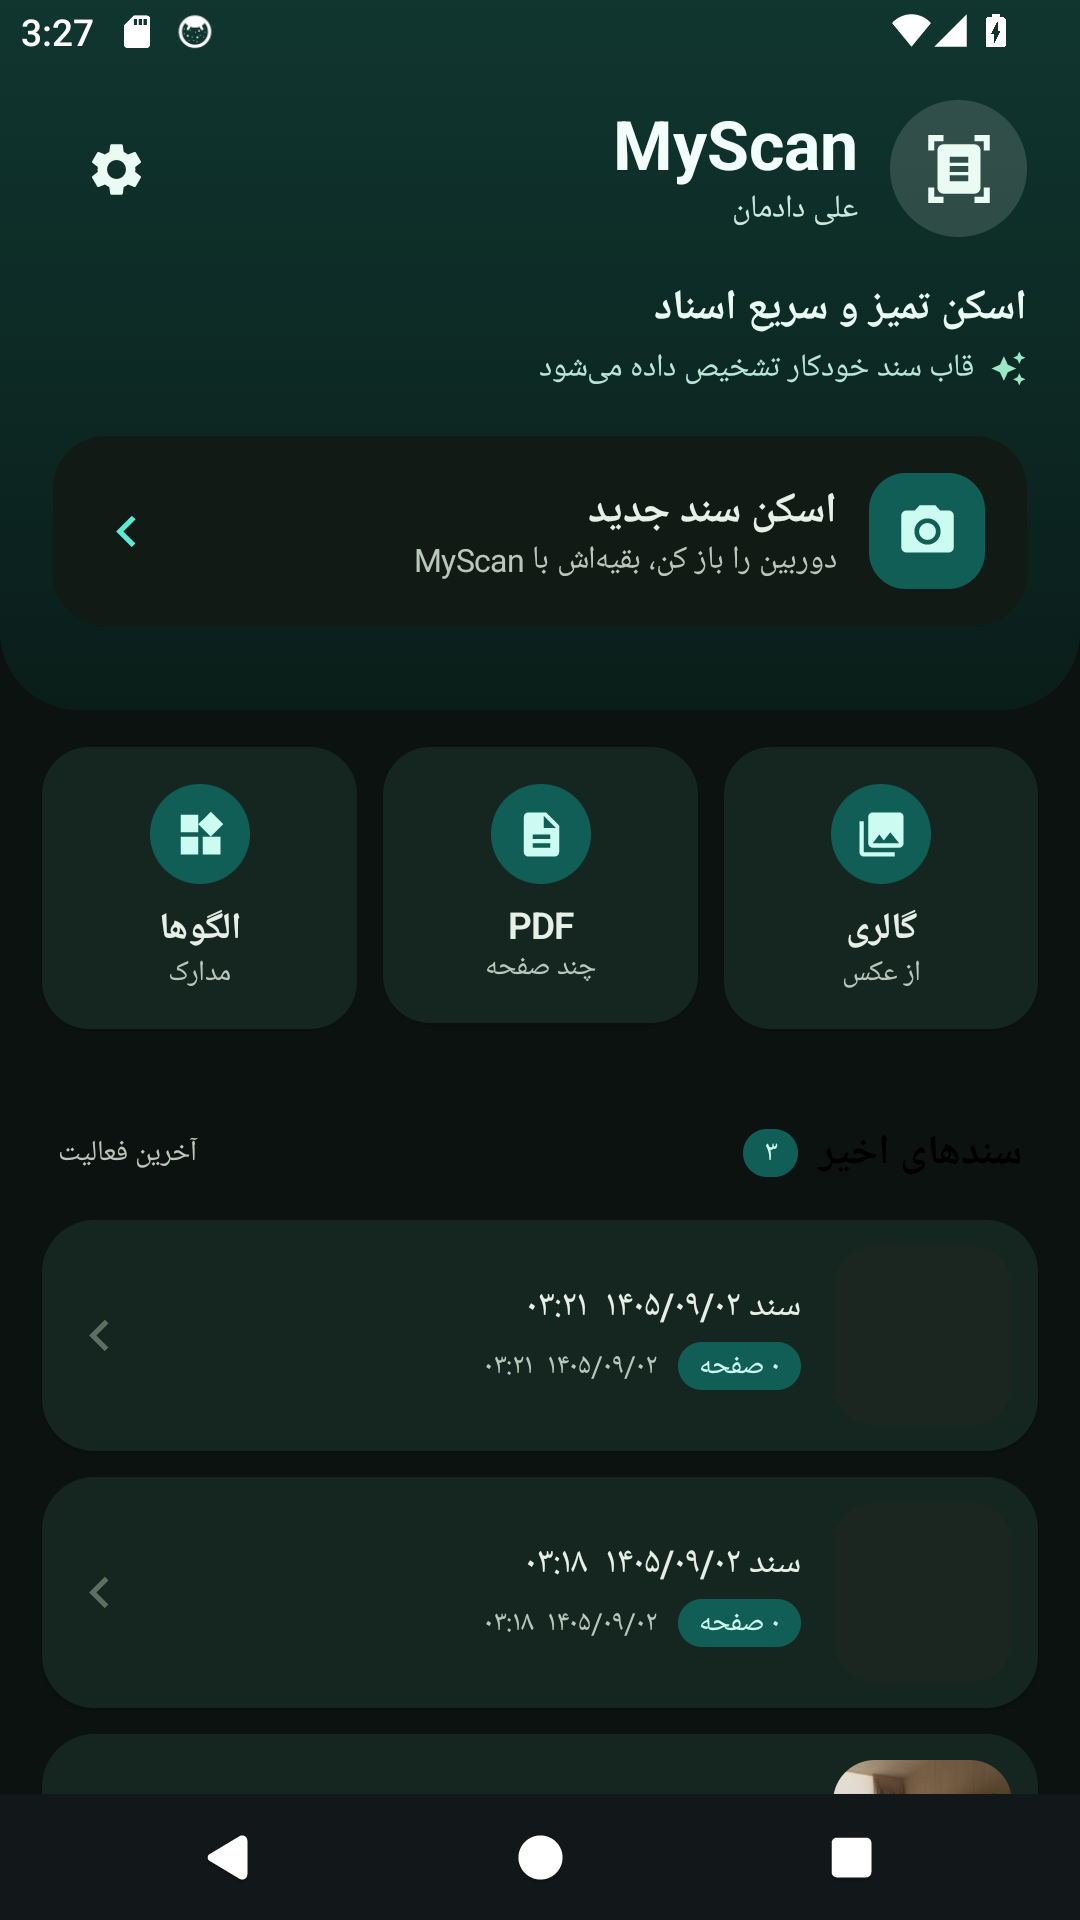 3:27
MyScan
علی دادمان
اسکن تمیز و سریع اسناد
قاب سند خودکار تشخیص داده می‌شود
اسکن سند جدید
دوربین را باز کن، بقیه‌اش با MyScan
گالری
از عکس
PDF
چند صفحه
الگوها
مدارک
سندهای اخیر
۳
آخرین فعالیت
سند ۱۴۰۵/۰۹/۰۲ ۰۳:۲۱
۰ صفحه
۱۴۰۵/۰۹/۰۲ ۰۳:۲۱
سند ۱۴۰۵/۰۹/۰۲ ۰۳:۱۸
۰ صفحه
۱۴۰۵/۰۹/۰۲ ۰۳:۱۸